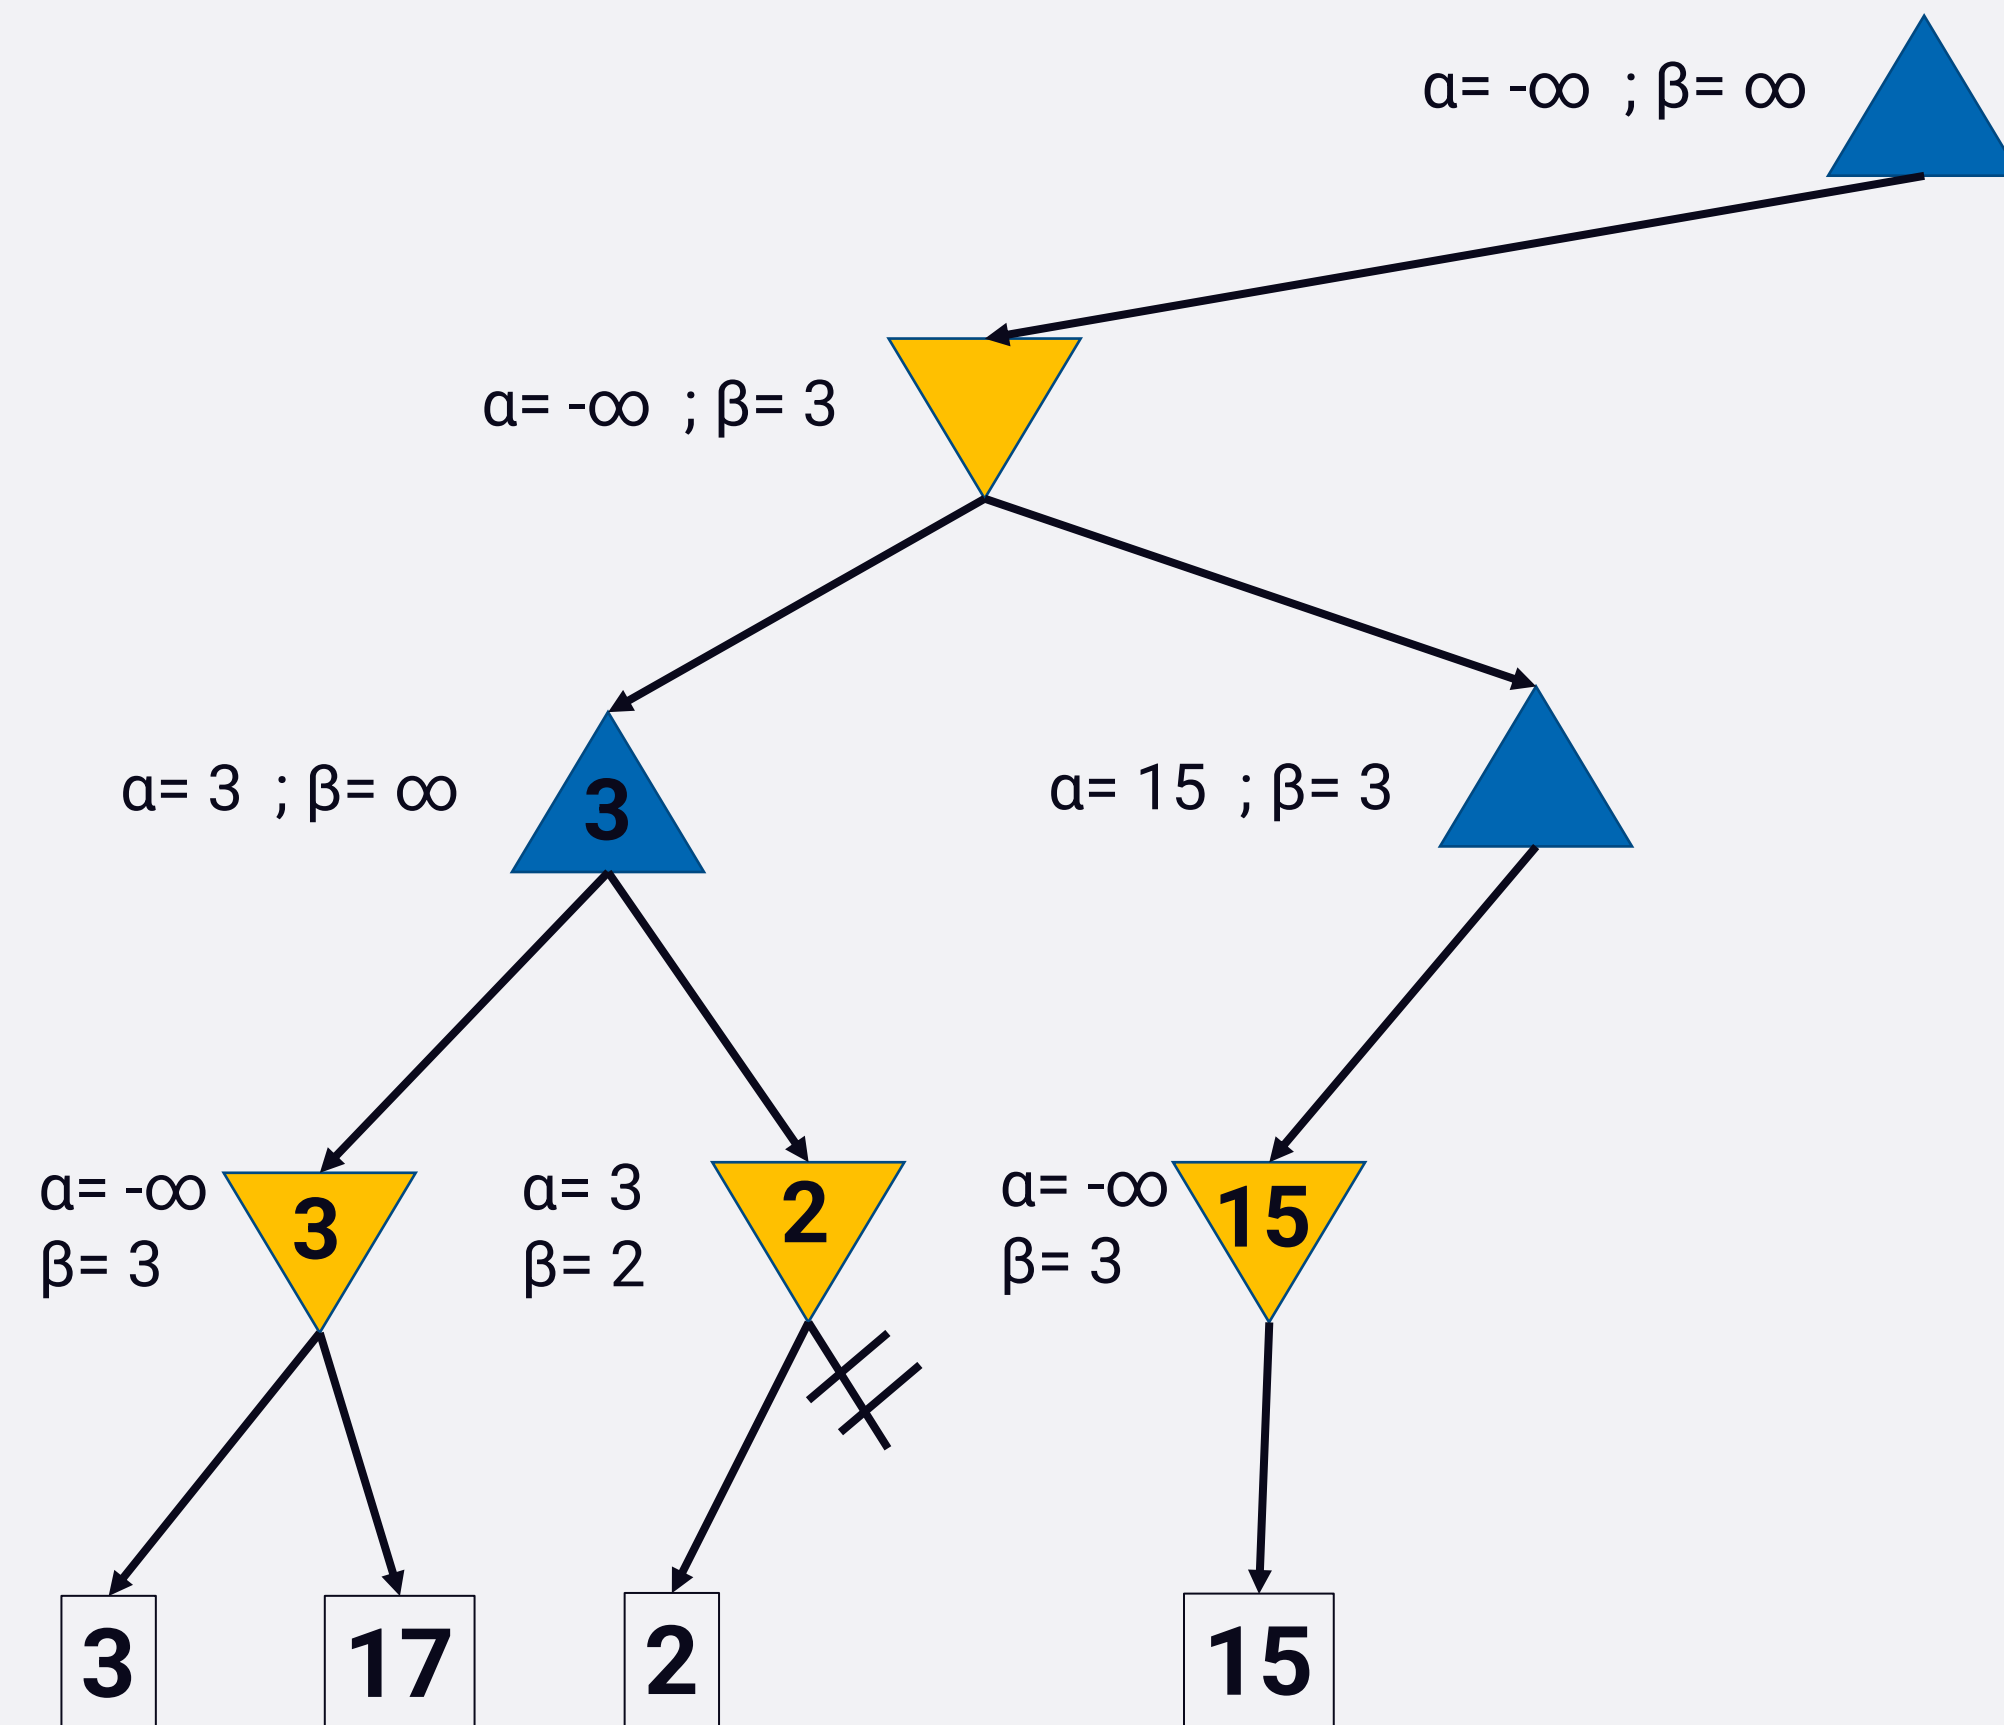 α= -∞ ; β= ∞
α= -∞ ; β= 3
α= 3 ; β= ∞
3
α= 15 ; β= 3
α= -∞
β= 3
3
α= 3
β= 2
2
α= -∞
β= 3
15
3
17
2
15